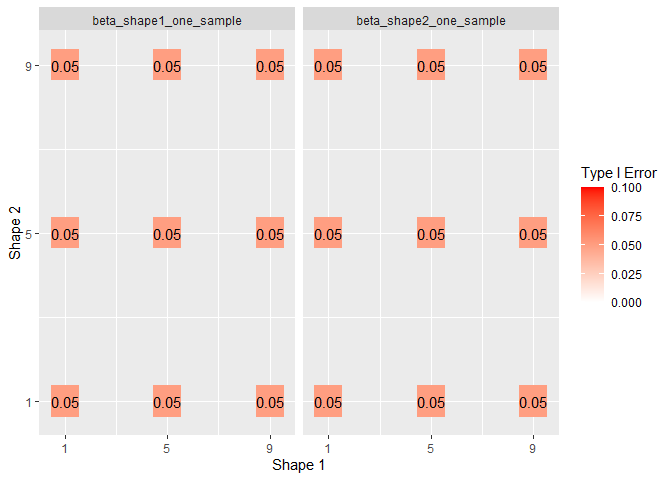 beta_shape1_one_sample beta_shape2_one_sample
9 0.05 0.05 0.05 0.05 0.05 0.05
Type I Error
0.100
0.075
0.050
0.025
0.000
Shape 2
5 0.05 0.05 0.05 0.05 0.05 0.05
1 0.05 0.05 0.05 0.05 0.05 0.05
1 5 9 1 5 9
Shape 1